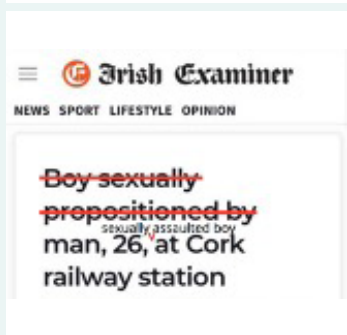 Irish Examiner
NEWS SPORT LIFESTYLE OPINION
Boy sexually
propositioned by
sexually assaulted boy
man, 26, at Cork
railway station